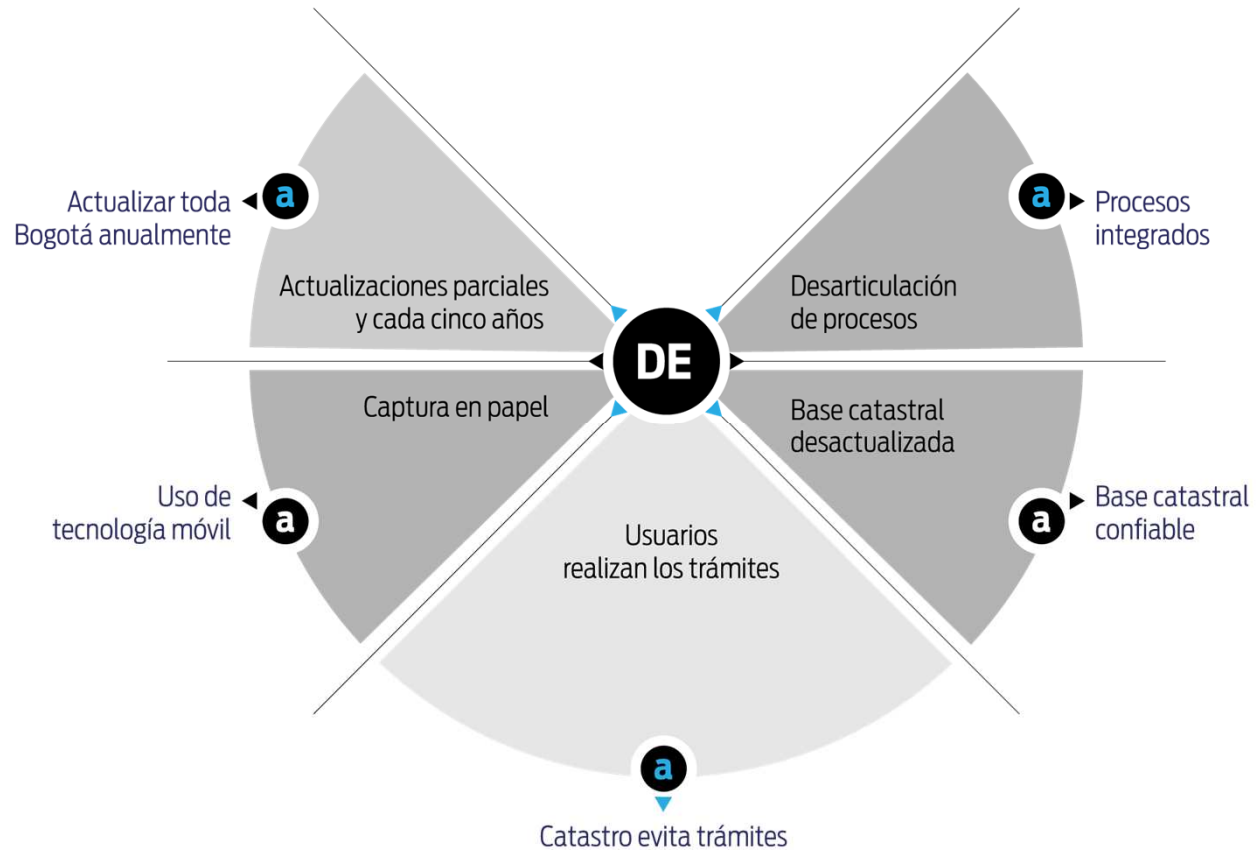 a
Actualizar toda
Bogotá anualmente
Actualizaciones parciales
y cada cinco años
a
Procesos
integrados
Desarticulación
de procesos
DE
Captura en papel
Uso de
tecnología móvil
a
Base catastral
desactualizada
Base catastral
confiable
a
Usuarios
realizan los trámites
a
Catastro evita trámites